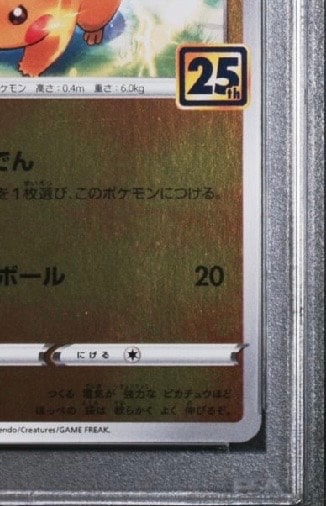 ケモン 高さ:0.4m 重さ:6.0kg
25th
でん
を1枚選び、このポケモンにつける。
ボール 20
にげる
つくる 電気が 強力な ピカチュウほど
ほっぺの 袋は 軟らかく よく 伸びるぞ。
endo/Creatures/GAME FREAK.
PSA